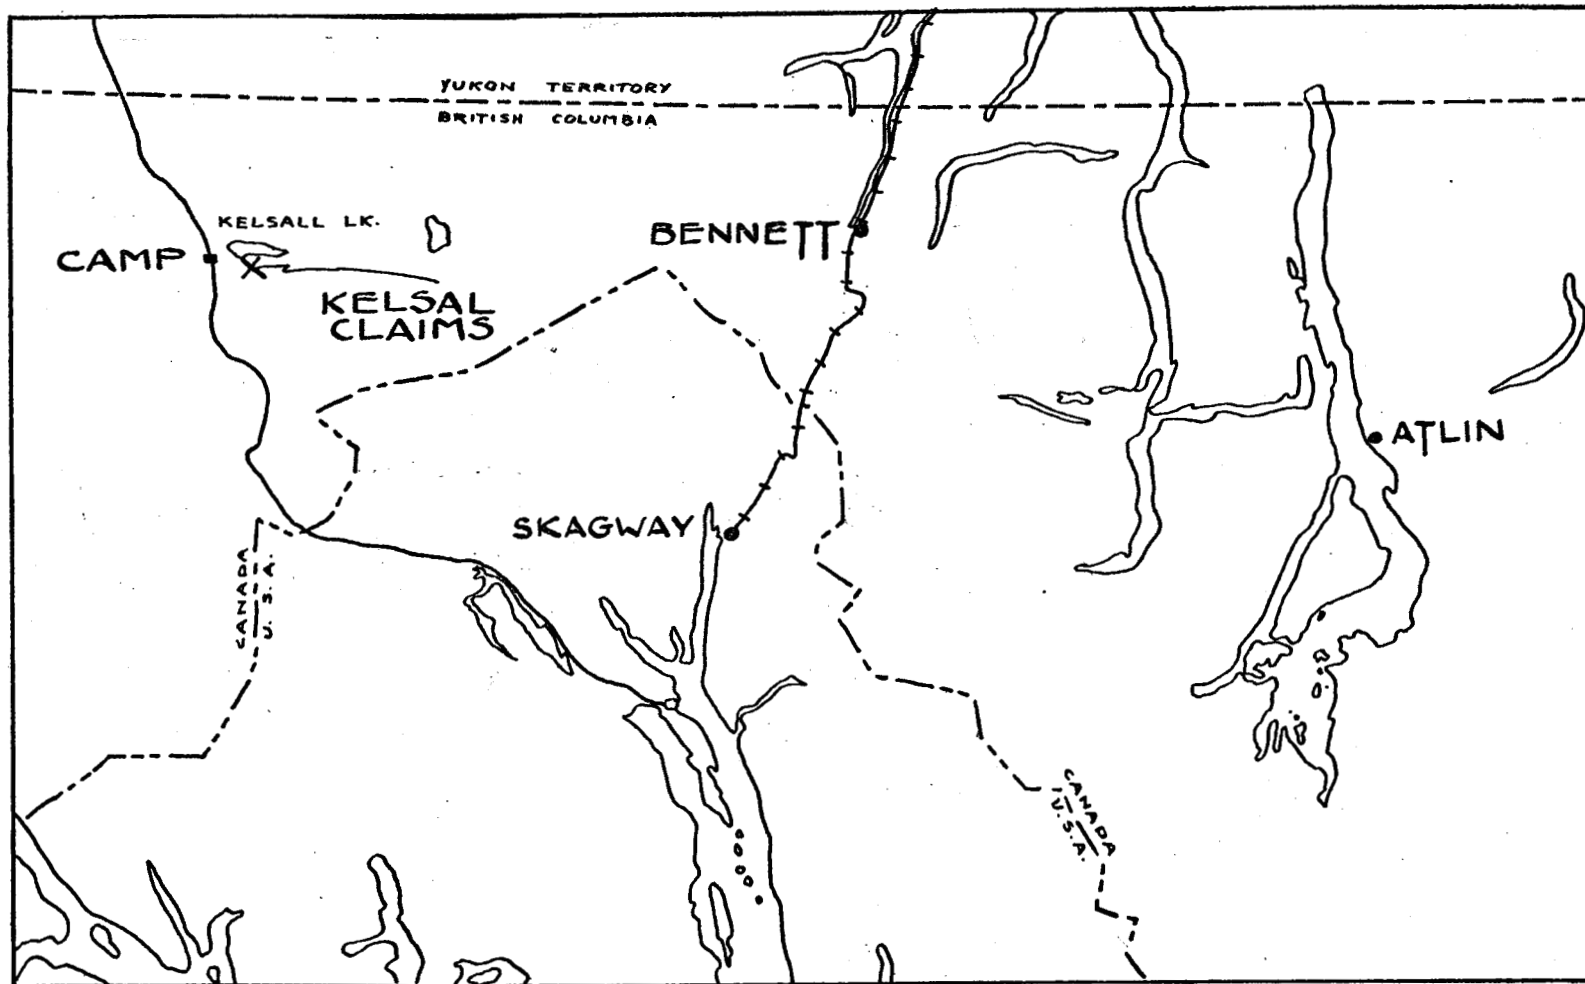 YUKON TERRITORY
BRITISH COLUMBIA
KELSALL LK.
CAMP
BENNETT
KELSAL
CLAIMS
ATLIN
SKAGWAY
CANADA
U.S.A.
CANADA
U.S.A.